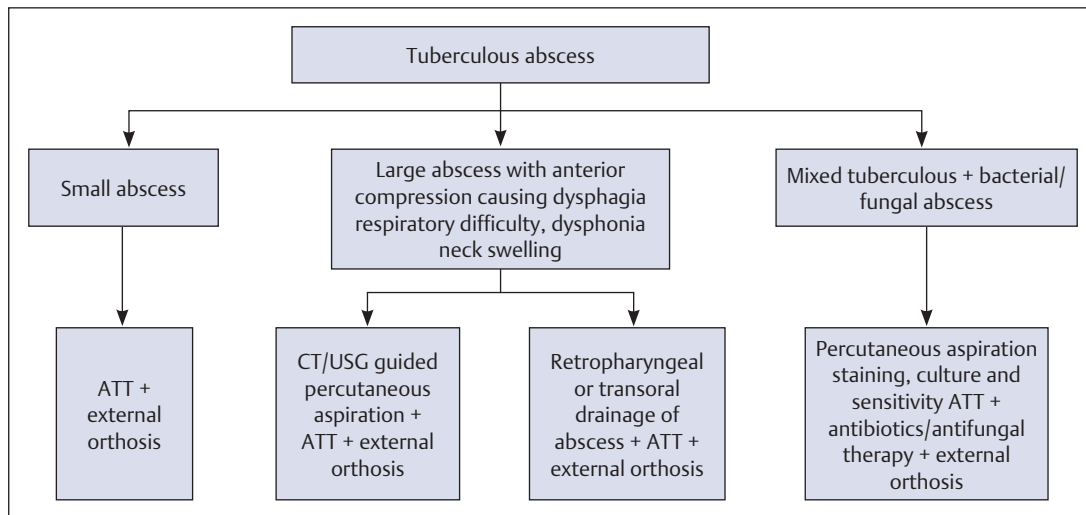 Tuberculous abscess
Small abscess
Large abscess with anterior
compression causing dysphagia
respiratory difficulty, dysphonia
neck swelling
Mixed tuberculous + bacterial/
fungal abscess
ATT +
external
orthosis
CT/USG guided
percutaneous
aspiration +
ATT + external
orthosis
Retropharyngeal
or transoral
drainage of
abscess + ATT +
external orthosis
Percutaneous aspiration
staining, culture and
sensitivity ATT +
antibiotics/antifungal
therapy + external
orthosis